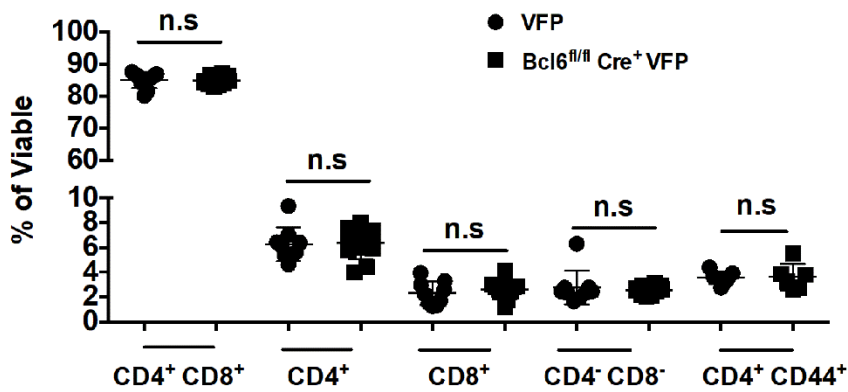 n.s
VFP
Bcl6fl/fl Cre+ VFP
% of Viable
100
90
80
70
60
n.s
10
8
6
4
2
0
n.s
n.s
n.s
CD4+ CD8+
CD4+
CD8+
CD4- CD8-
CD4+ CD44+